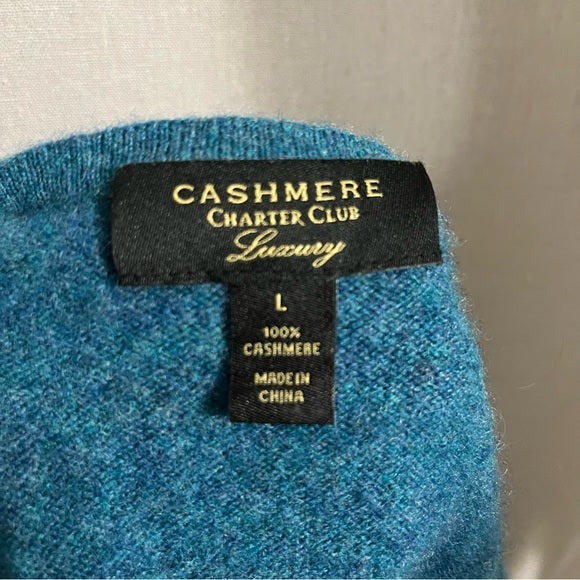 CASHMERE
CHARTER CLUB
Luxury
L
100%
CASHMERE
MADE IN
CHINA